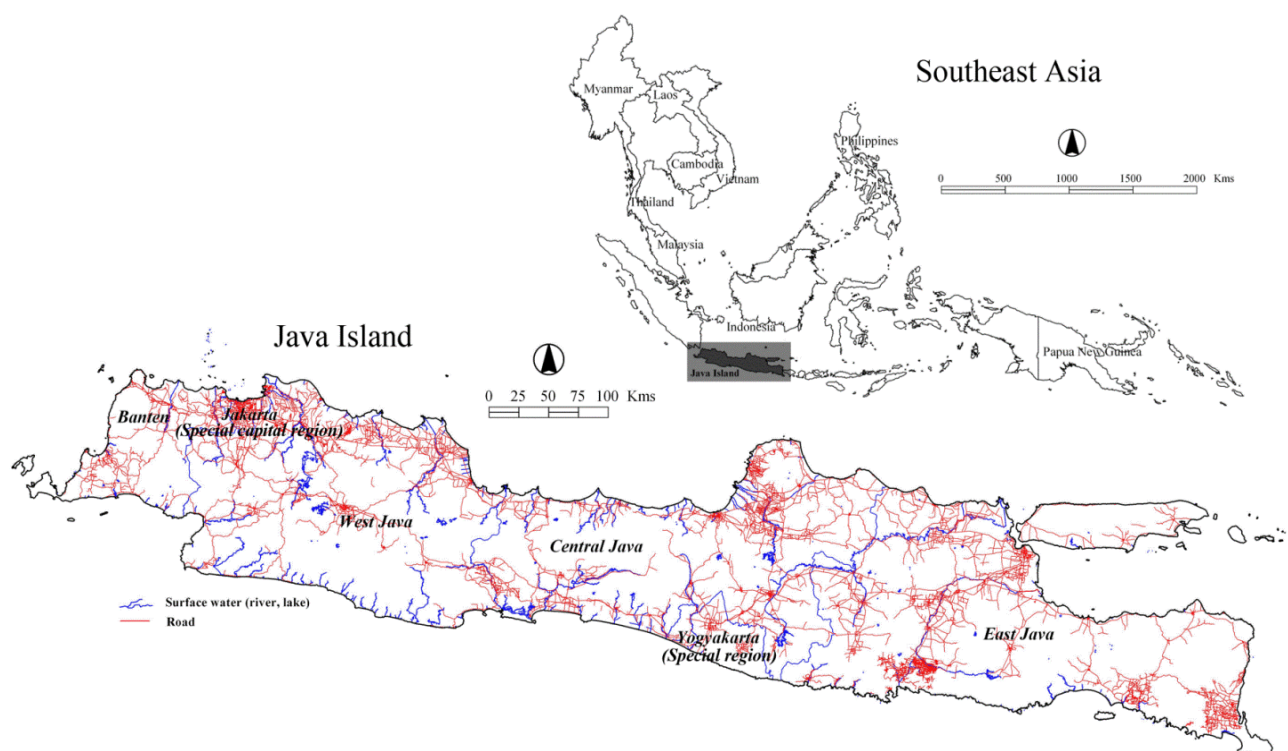 Southeast Asia
Myanmar
Laos
Philippines
Cambodia
Vietnam
Thailand
Malaysia
0 500 1000 1500 2000 Kms
Indonesia
Papua New Guinea
Java Island
Java Island
0 25 50 75 100 Kms
Banten
Jakarta
(Special capital region)
West Java
Central Java
Surface water (river, lake)
Road
Yogyakarta
(Special region)
East Java